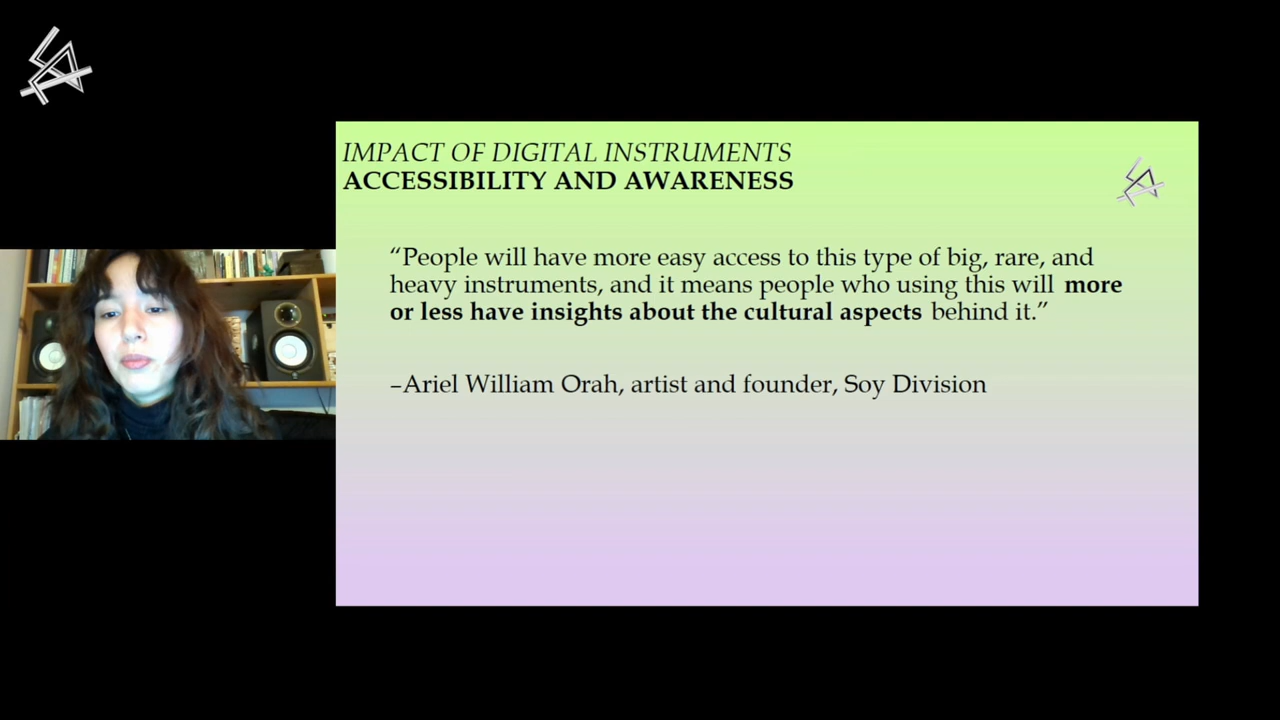 IMPACT OF DIGITAL INSTRUMENTS
ACCESSIBILITY AND AWARENESS
“People will have more easy access to this type of big, rare, and
heavy instruments, and it means people who using this will more
or less have insights about the cultural aspects behind it.”
–Ariel William Orah, artist and founder, Soy Division